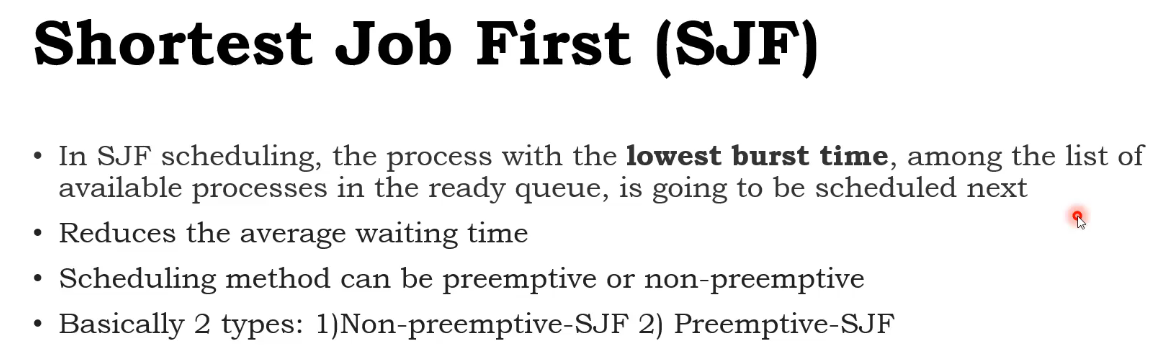 Shortest Job First (SJF)
• In SJF scheduling, the process with the lowest burst time, among the list of
available processes in the ready queue, is going to be scheduled next
• Reduces the average waiting time
• Scheduling method can be preemptive or non-preemptive
• Basically 2 types: 1)Non-preemptive-SJF 2) Preemptive-SJF